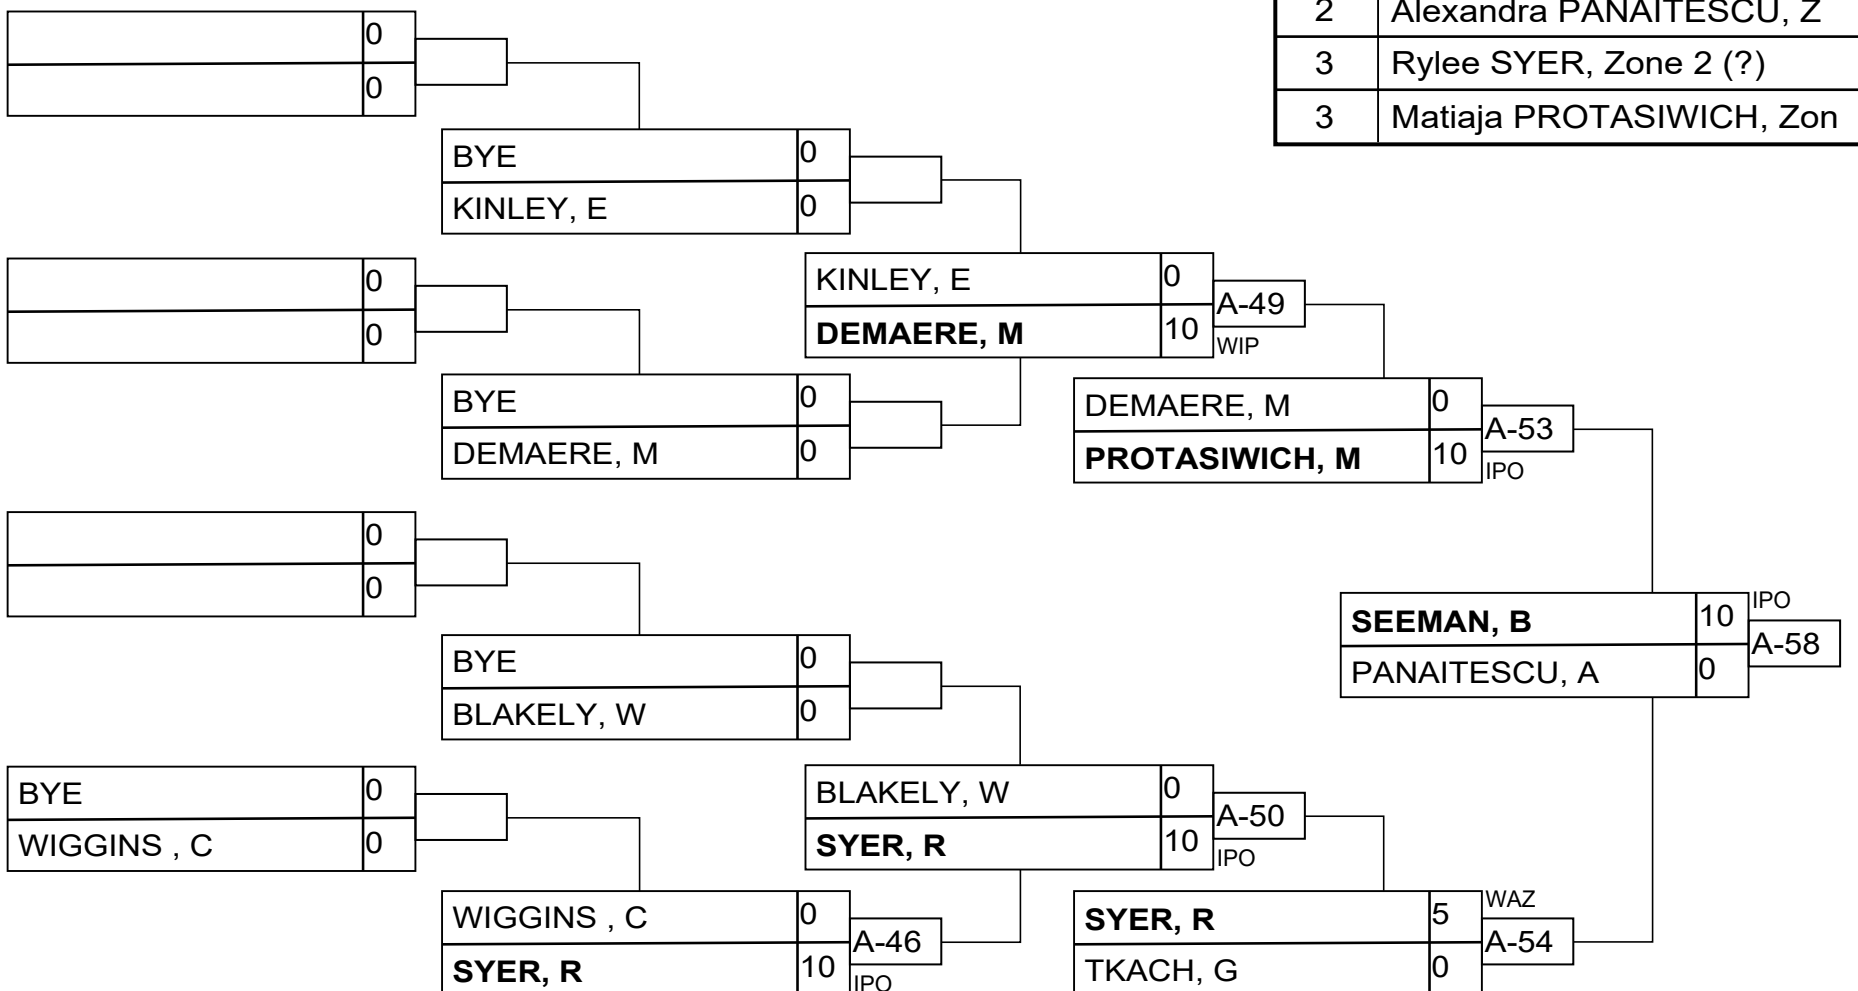 2 Alexandra PANAITESCU, Z
3 Rylee SYER, Zone 2 (?)
3 Matiaja PROTASIWICH, Zon
0
0
BYE 0
KINLEY, E 0
0
0
KINLEY, E 0
A-49
DEMAERE, M 10
WIP
BYE 0
DEMAERE, M 0
DEMAERE, M 0
A-53
PROTASIWICH, M 10
IPO
0
0
SEEMAN, B 10 IPO
A-58
PANAITESCU, A 0
BYE 0
BLAKELY, W 0
BYE 0
WIGGINS , C 0
BLAKELY, W 0
A-50
SYER, R 10
IPO
WIGGINS , C 0
A-46
SYER, R 10
IPO
SYER, R 5 WAZ
A-54
TKACH, G 0